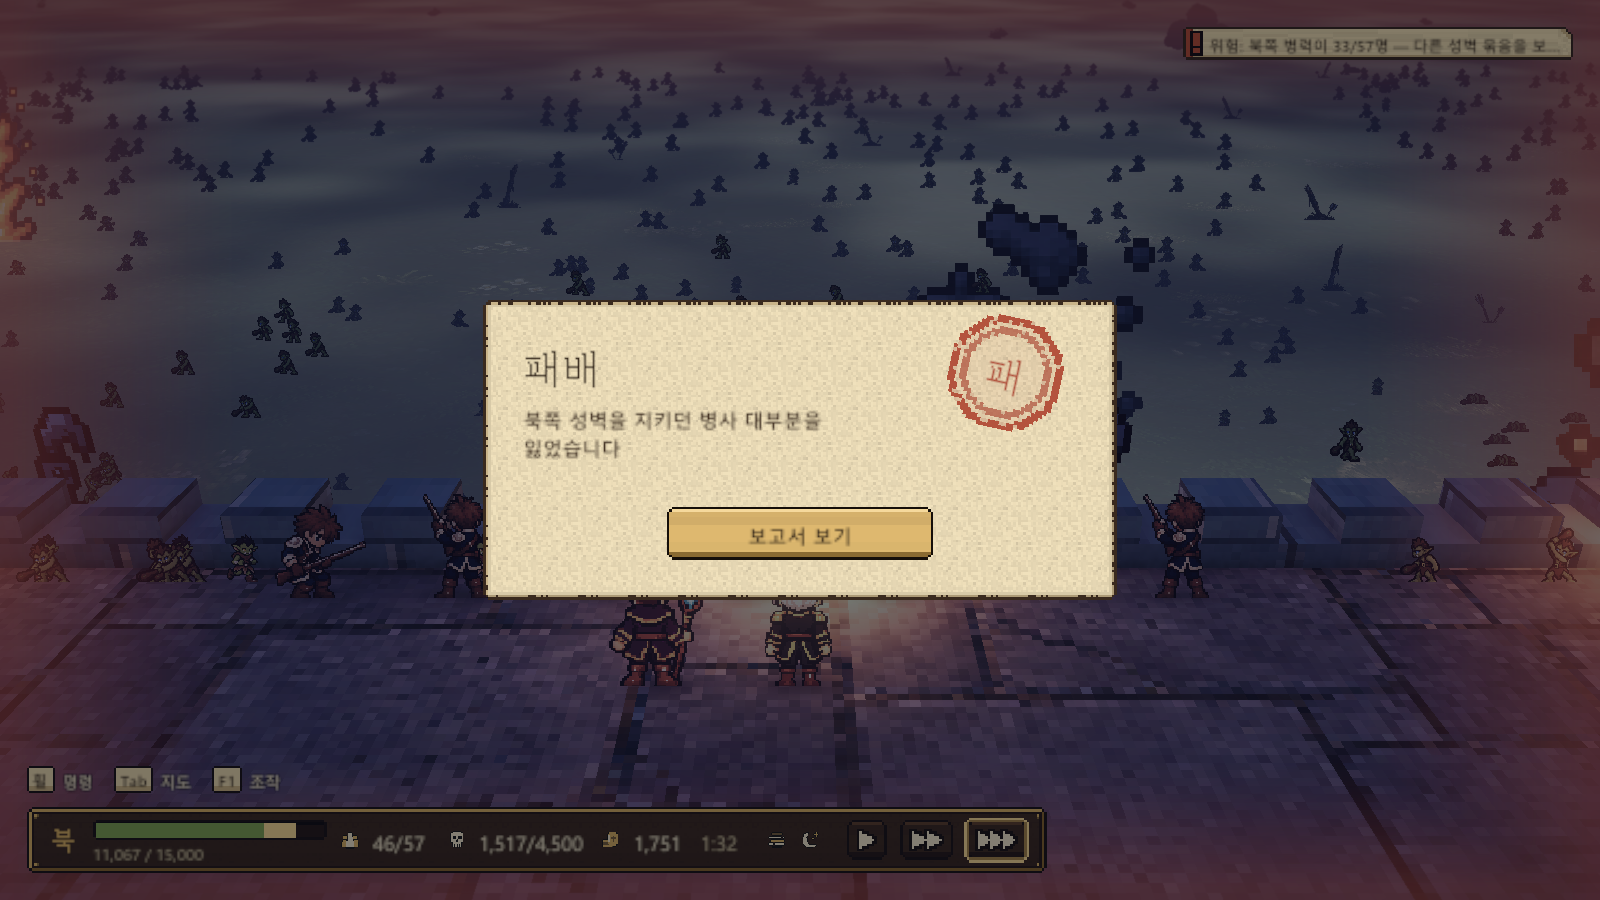 위험: 북쪽 병력이 33/57명 — 다른 성벽 묶음을 보...
패배
패
북쪽 성벽을 지키던 병사 대부분을
잃었습니다
보고서 보기
휠 명령 Tab 지도 F1 조작
북 46/57 1,517/4,500 1,751 1:32
11,067 / 15,000